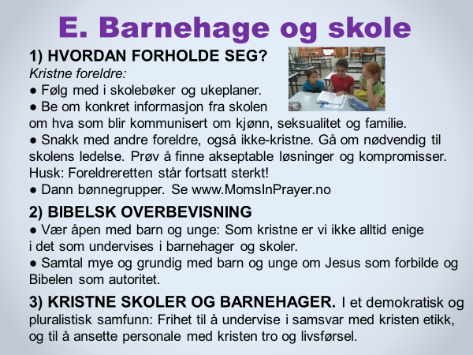 E. Barnehage og skole
1) HVORDAN FORHOLDE SEG?
Kristne foreldre:
● Følg med i skolebøker og ukeplaner.
● Be om konkret informasjon fra skolen
om hva som blir kommunisert om kjønn, seksualitet og familie.
● Snakk med andre foreldre, også ikke-kristne. Gå om nødvendig til
skolens ledelse. Prøv å finne akseptable løsninger og kompromisser.
Husk: Foreldreretten står fortsatt sterkt!
● Dann bønnegrupper. Se www.MomsInPrayer.no
2) BIBELSK OVERBEVISNING
● Vær åpen med barn og unge: Som kristne er vi ikke alltid enige
i det som undervises i barnehager og skoler.
● Samtal mye og grundig med barn og unge om Jesus som forbilde og
Bibelen som autoritet.
3) KRISTNE SKOLER OG BARNEHAGER. I et demokratisk og
pluralistisk samfunn: Frihet til å undervise i samsvar med kristen etikk,
og til å ansette personale med kristen tro og livsførsel.